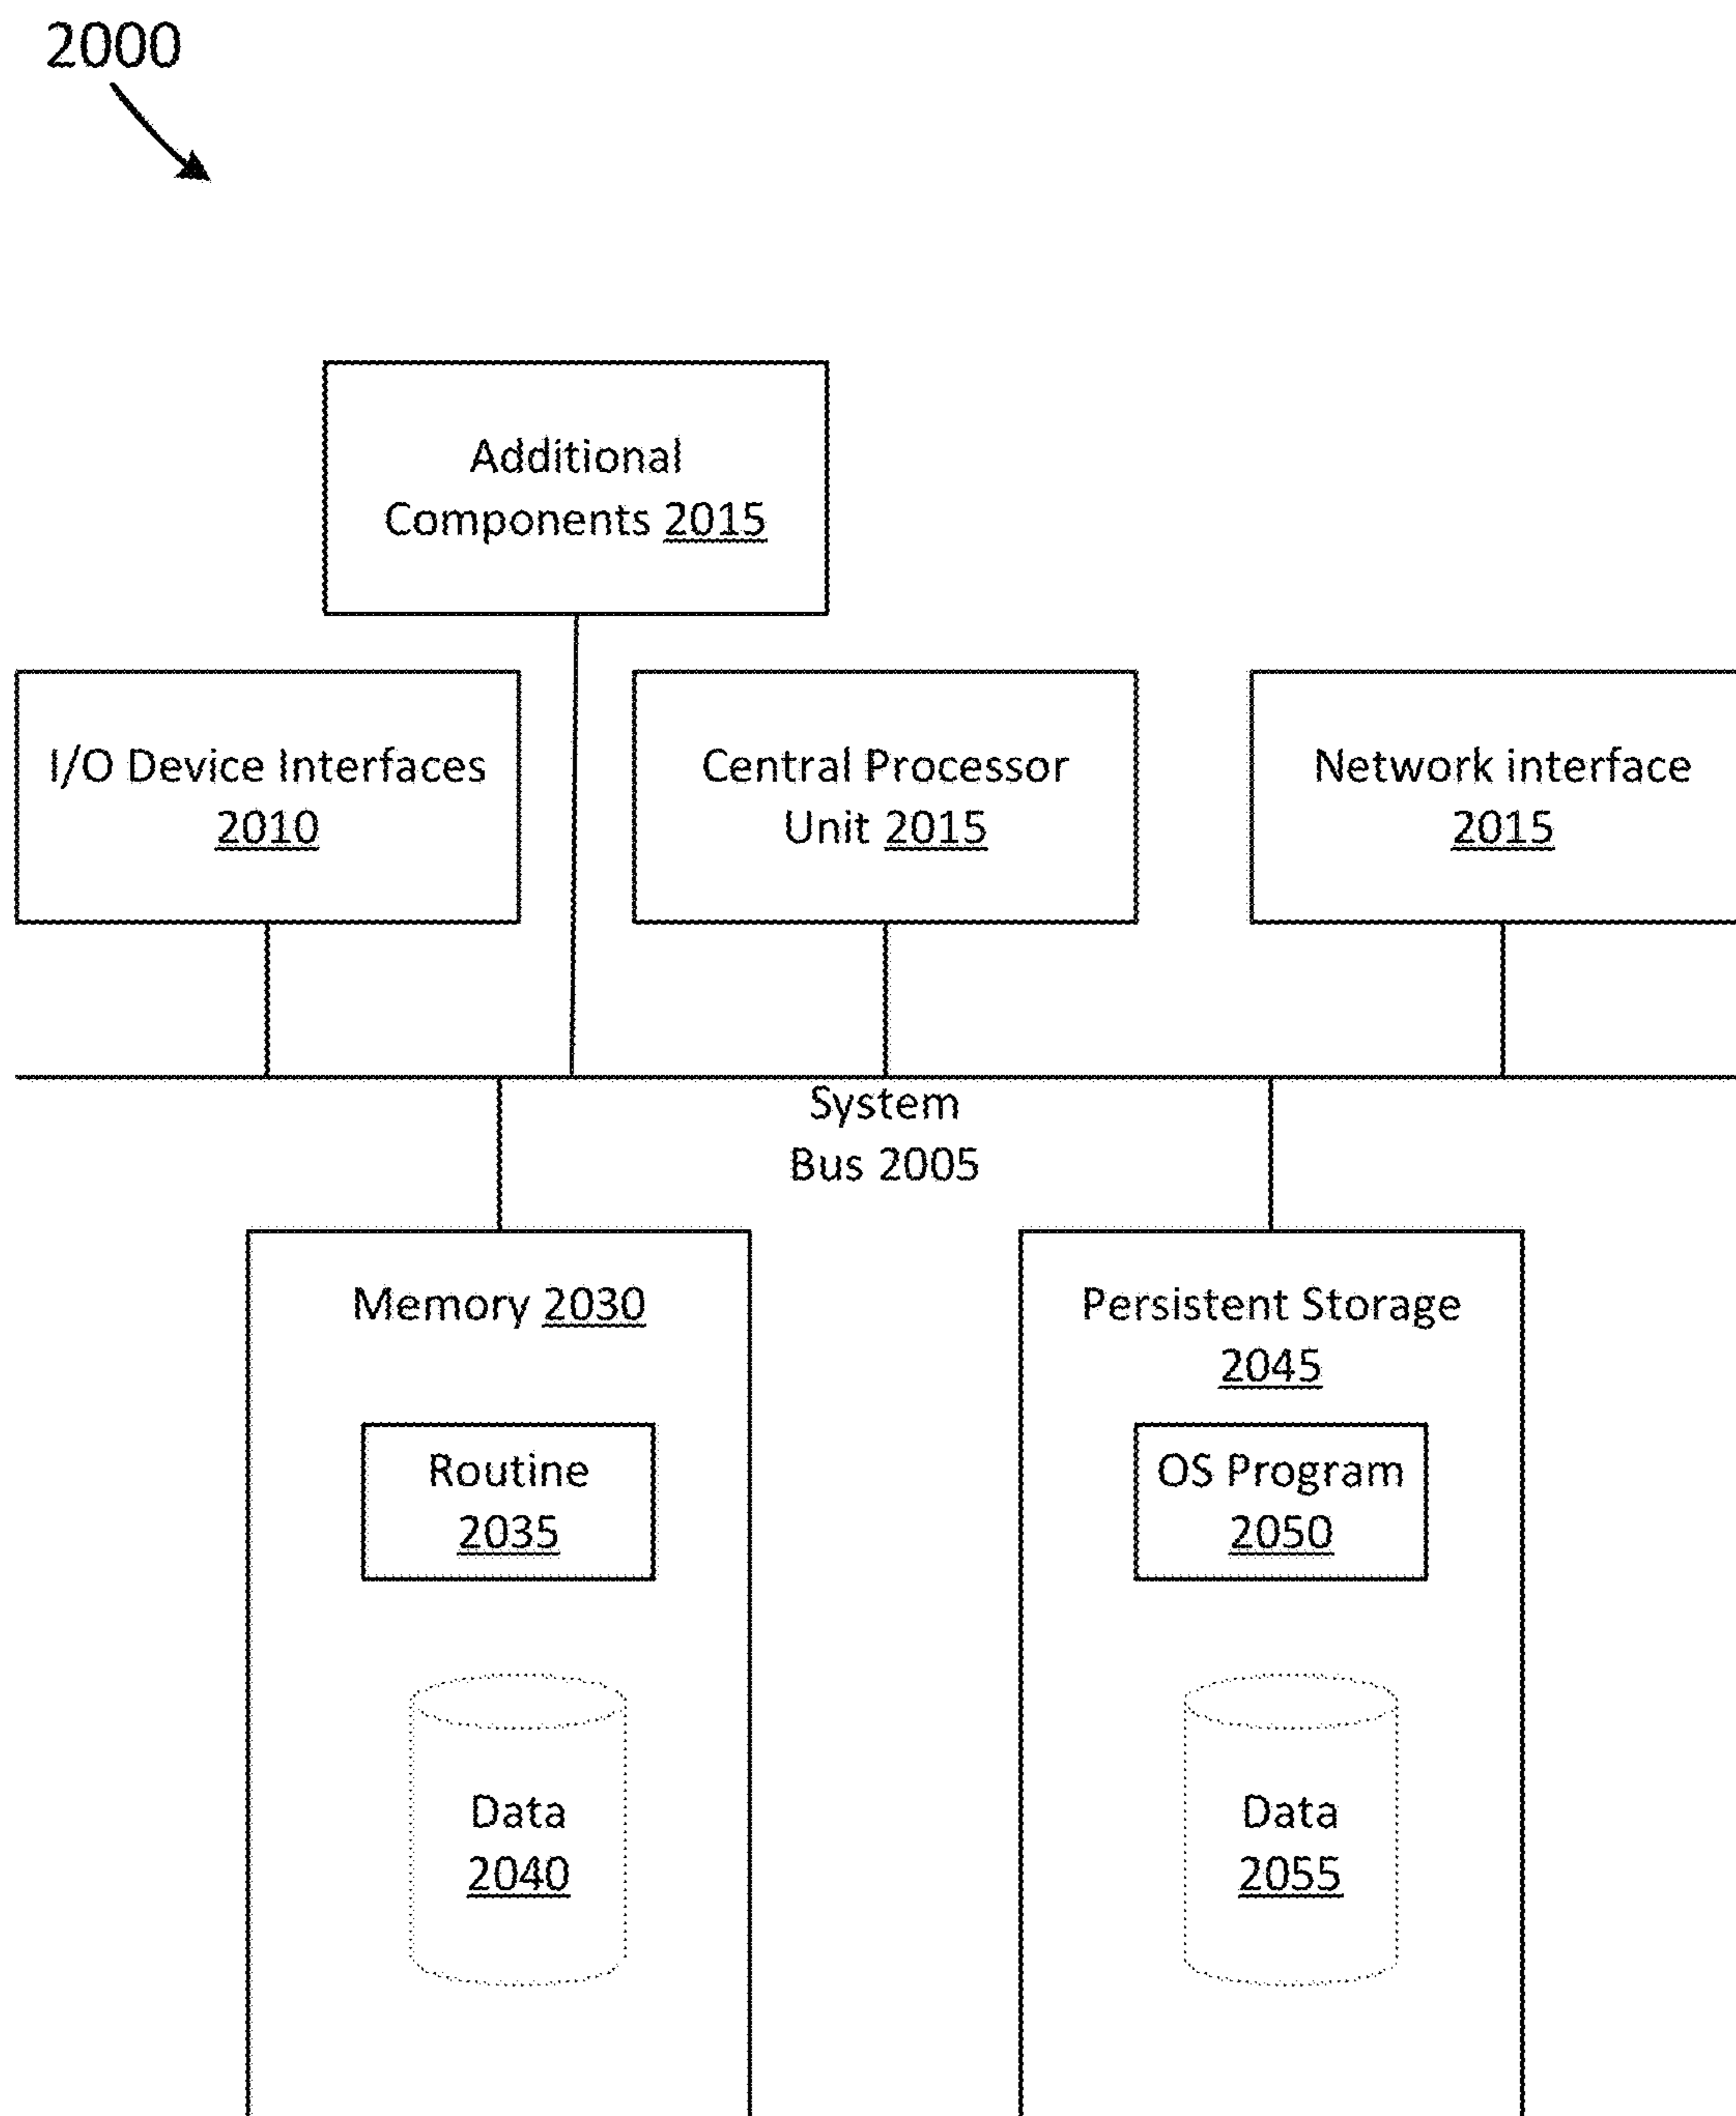 2000
Additional
Components 2015
I/O Device Interfaces
2010
Central Processor
Unit 2015
Network interface
2015
System
Bus 2005
Memory 2030
Routine
2035
Data
2040
Persistent Storage
2045
OS Program
2050
Data
2055